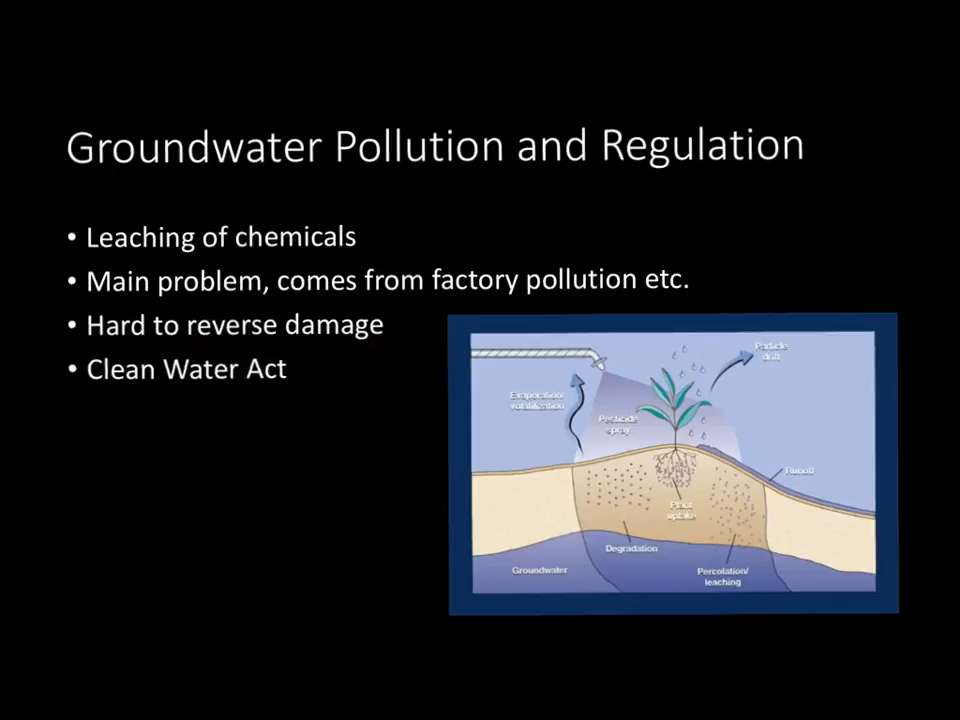 Groundwater Pollution and Regulation
• Leaching of chemicals
• Main problem, comes from factory pollution etc.
• Hard to reverse damage
• Clean Water Act
Particle
drift
Evaporation/
volatilization
Pesticide
spray
Runoff
Plant
uptake
Degradation
Groundwater
Percolation/
leaching